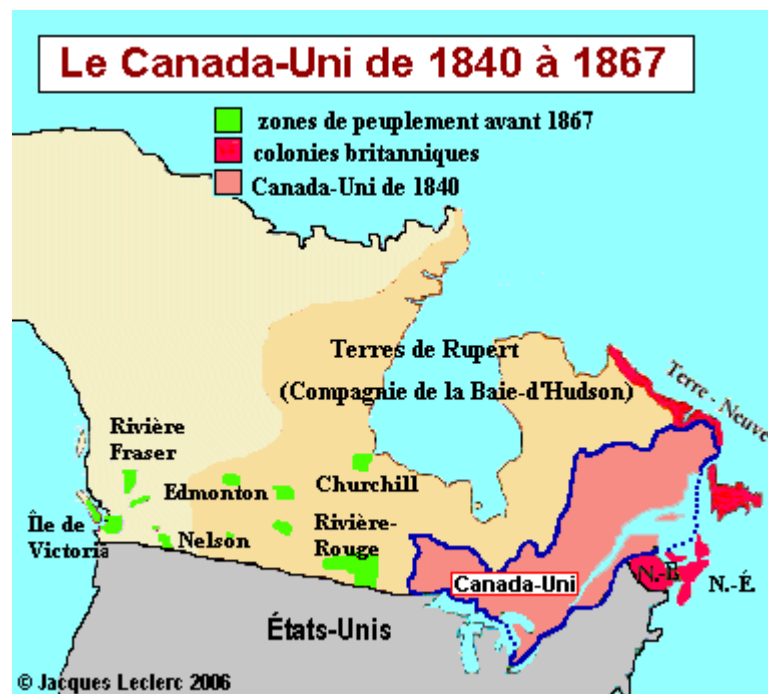 Le Canada-Uni de 1840 à 1867
zones de peuplement avant 1867
colonies britanniques
Canada-Uni de 1840
Terres de Rupert
(Compagnie de la Baie-d'Hudson)
Terre - Neuve
Rivière
Fraser
Edmonton
Churchill
Île de
Victoria
Nelson
Rivière-
Rouge
Canada-Uni
N.-B.
N.-É.
États-Unis
© Jacques Leclerc 2006